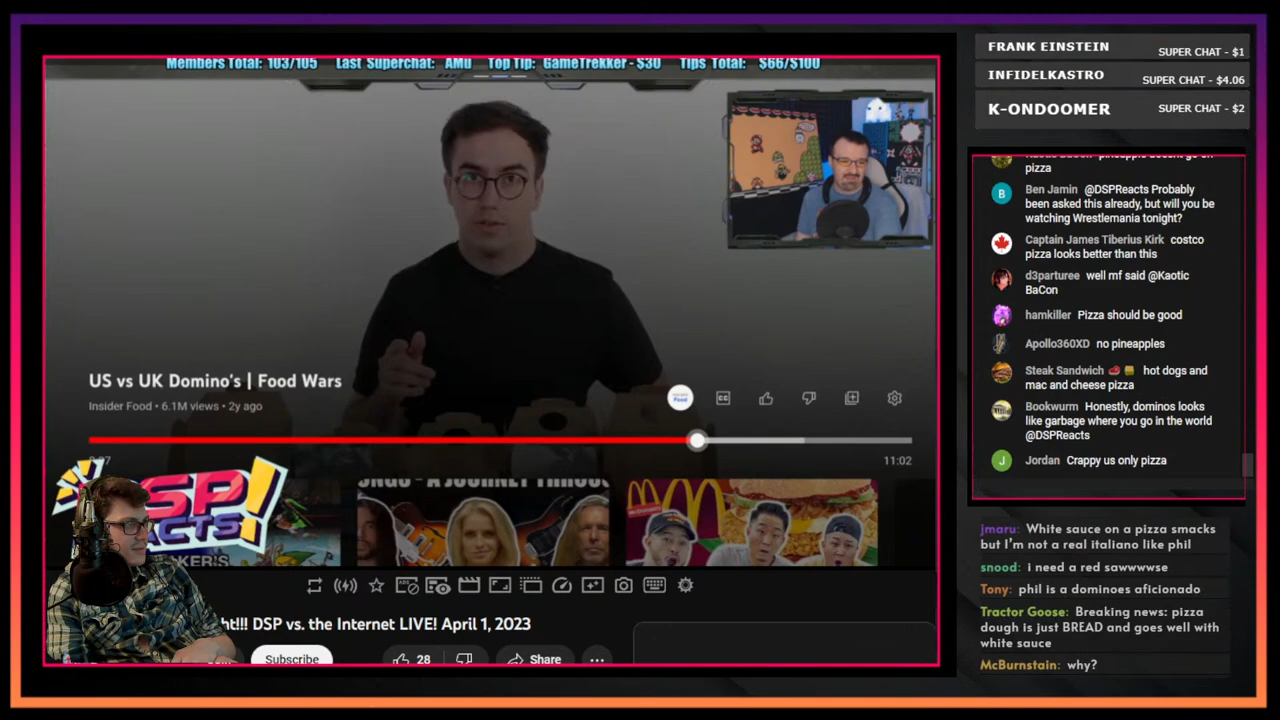 Members Total: 103/105 Last Superchat: AMU Top Tip: GameTrekker - $30 Tips Total: $66/$100
US vs UK Domino's | Food Wars
Insider Food • 6.1M views • 2y ago
Food
CC
11:02
DSP
REACTS!
KER'S
ht!!! DSP vs. the Internet LIVE! April 1, 2023
Subscribe
28
Share
FRANK EINSTEIN SUPER CHAT - $1
INFIDELKASTRO SUPER CHAT - $4.06
K-ONDOOMER SUPER CHAT - $2
pizza
B Ben Jamin @DSPReacts Probably
been asked this already, but will you be
watching Wrestlemania tonight?
Captain James Tiberius Kirk costco
pizza looks better than this
d3parturee well mf said @Kaotic
BaCon
hamkiller Pizza should be good
Apollo360XD no pineapples
Steak Sandwich 🥩 🍔 hot dogs and
mac and cheese pizza
Bookwurm Honestly, dominos looks
like garbage where you go in the world
@DSPReacts
J Jordan Crappy us only pizza
jmaru: White sauce on a pizza smacks
but I'm not a real italiano like phil
snood: i need a red sawwwwse
Tony: phil is a dominoes aficionado
Tractor Goose: Breaking news: pizza
dough is just BREAD and goes well with
white sauce
McBurnstain: why?